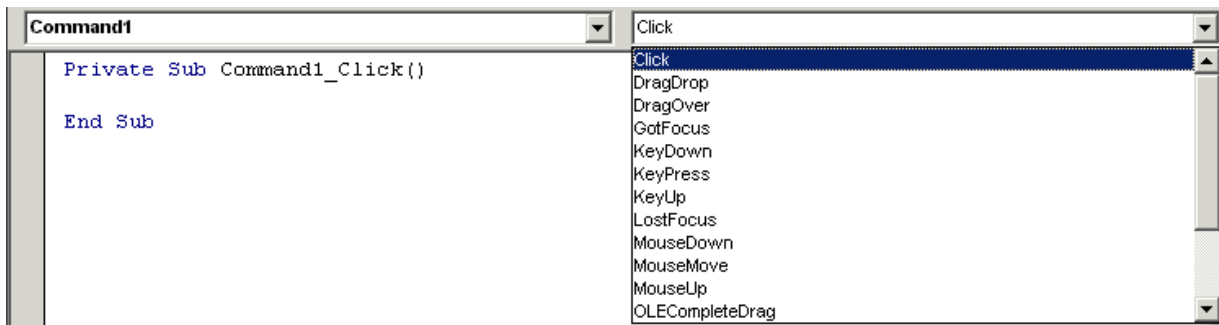 Command1
Click
Private Sub Command1_Click()
End Sub
Click
DragDrop
DragOver
GotFocus
KeyDown
KeyPress
KeyUp
LostFocus
MouseDown
MouseMove
MouseUp
OLECompleteDrag